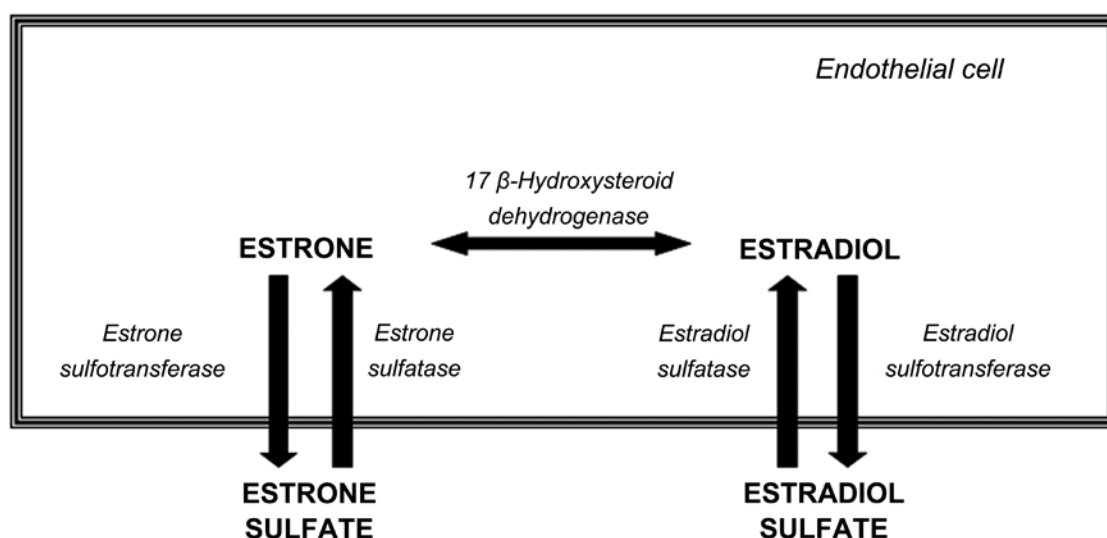 Endothelial cell
17 β-Hydroxysteroid
dehydrogenase
ESTRONE
ESTRADIOL
Estrone
sulfotransferase
Estrone
sulfatase
Estradiol
sulfatase
Estradiol
sulfotransferase
ESTRONE
SULFATE
ESTRADIOL
SULFATE